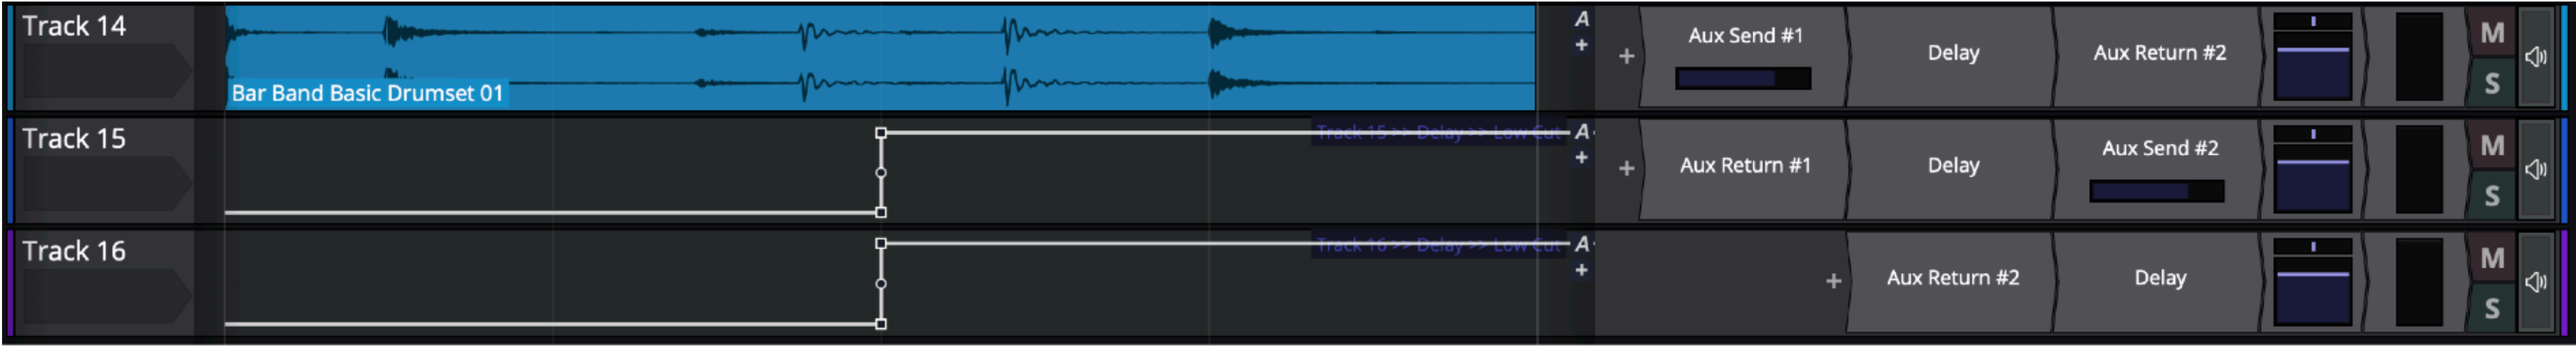 Track 14
Bar Band Basic Drumset 01
A
+
+
Aux Send #1
Delay
Aux Return #2
M
S
Track 15
Track 15 >> Delay >> Low Cut
A
+
+
Aux Return #1
Delay
Aux Send #2
M
S
Track 16
Track 16 >> Delay >> Low Cut
A
+
+
Aux Return #2
Delay
M
S